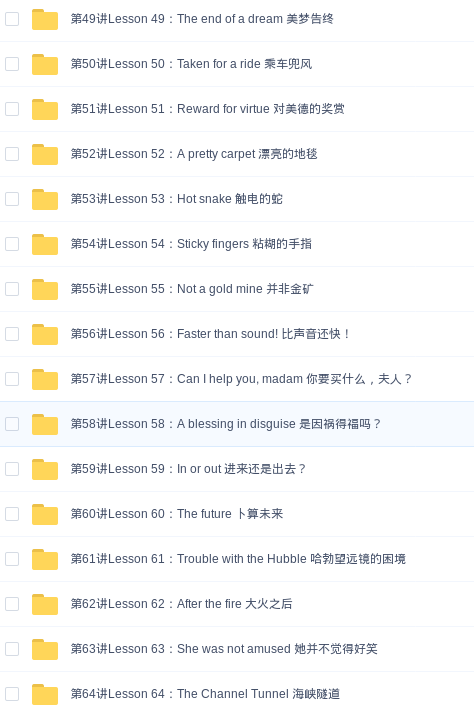 第49讲Lesson 49：The end of a dream 美梦告终
第50讲Lesson 50：Taken for a ride 乘车兜风
第51讲Lesson 51：Reward for virtue 对美德的奖赏
第52讲Lesson 52：A pretty carpet 漂亮的地毯
第53讲Lesson 53：Hot snake 触电的蛇
第54讲Lesson 54：Sticky fingers 粘糊的手指
第55讲Lesson 55：Not a gold mine 并非金矿
第56讲Lesson 56：Faster than sound! 比声音还快！
第57讲Lesson 57：Can I help you, madam 你要买什么，夫人？
第58讲Lesson 58：A blessing in disguise 是因祸得福吗？
第59讲Lesson 59：In or out 进来还是出去？
第60讲Lesson 60：The future 卜算未来
第61讲Lesson 61：Trouble with the Hubble 哈勃望远镜的困境
第62讲Lesson 62：After the fire 大火之后
第63讲Lesson 63：She was not amused 她并不觉得好笑
第64讲Lesson 64：The Channel Tunnel 海峡隧道